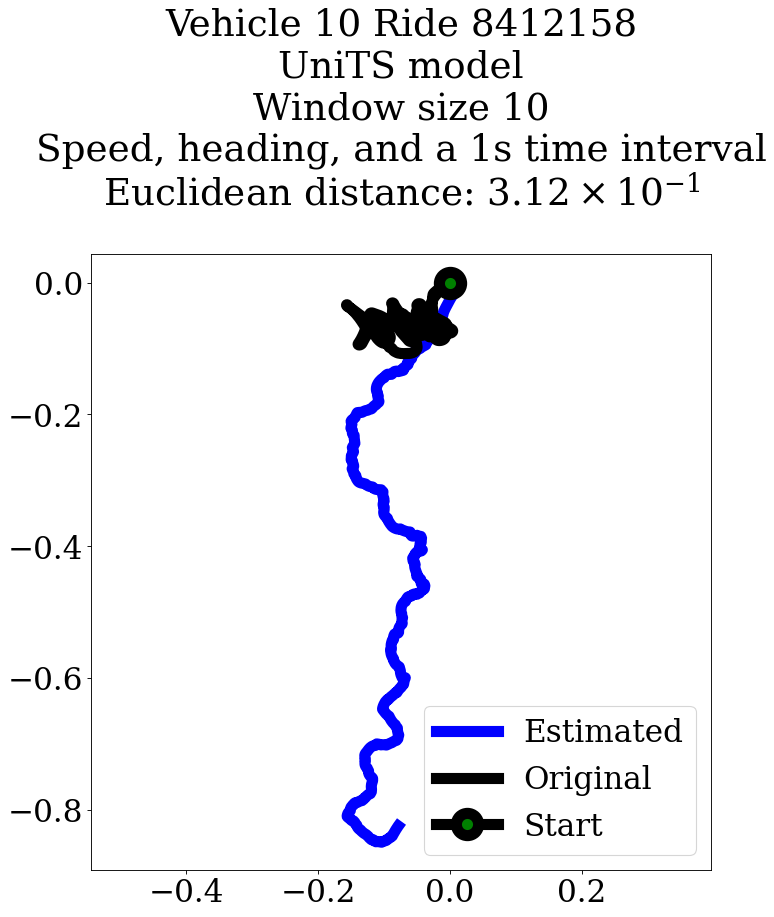 Vehicle 10 Ride 8412158
UniTS model
Window size 10
Speed, heading, and a 1s time interval
Euclidean distance: 3.12 × 10⁻¹
0.0
−0.2
−0.4
−0.6
−0.8
Estimated
Original
Start
−0.4 −0.2 0.0 0.2